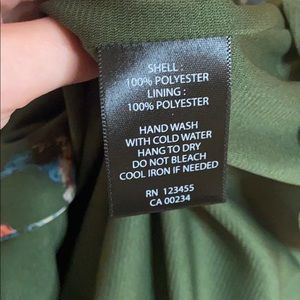 SHELL :
100% POLYESTER
LINING :
100% POLYESTER
HAND WASH
WITH COLD WATER
HANG TO DRY
DO NOT BLEACH
COOL IRON IF NEEDED
RN 123455
CA 00234